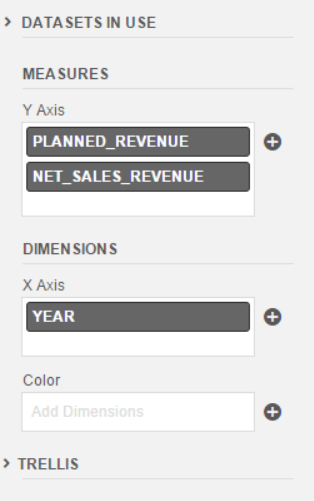 DATASETS IN USE
MEASURES
Y Axis
PLANNED_REVENUE
NET_SALES_REVENUE
DIMENSIONS
X Axis
YEAR
Color
Add Dimensions
TRELLIS